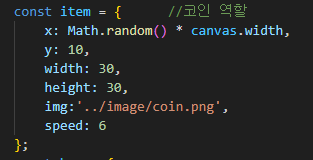 const item = {      //코인 역할
    x: Math.random() * canvas.width,
    y: 10,
    width: 30,
    height: 30,
    img:'../image/coin.png',
    speed: 6
};